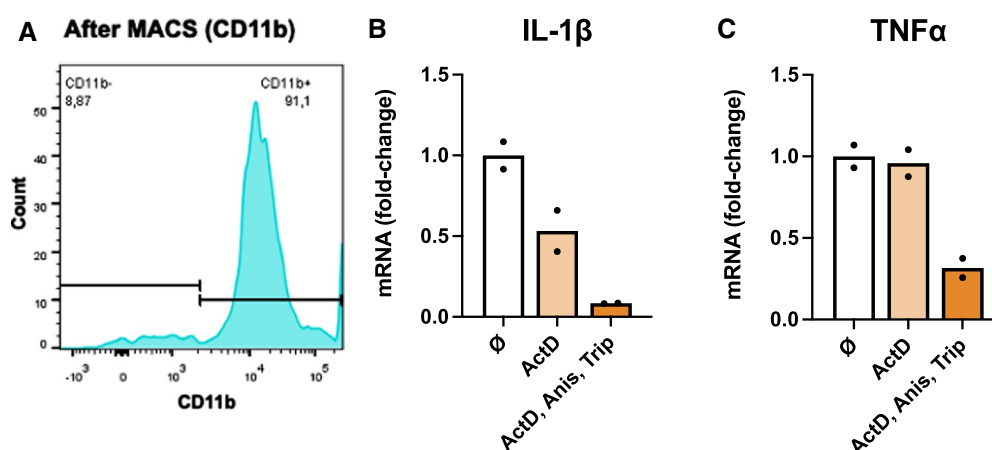 A
After MACS (CD11b)
CD11b-
8,87
CD11b+
91,1
50
40
30
20
10
0
Count
-10³
0
10³
10⁴
10⁵
CD11b
B
IL-1β
1.5
1.0
0.5
0.0
mRNA (fold-change)
Ø
ActD
ActD, Anis, Trip
C
TNFα
1.5
1.0
0.5
0.0
mRNA (fold-change)
Ø
ActD
ActD, Anis, Trip